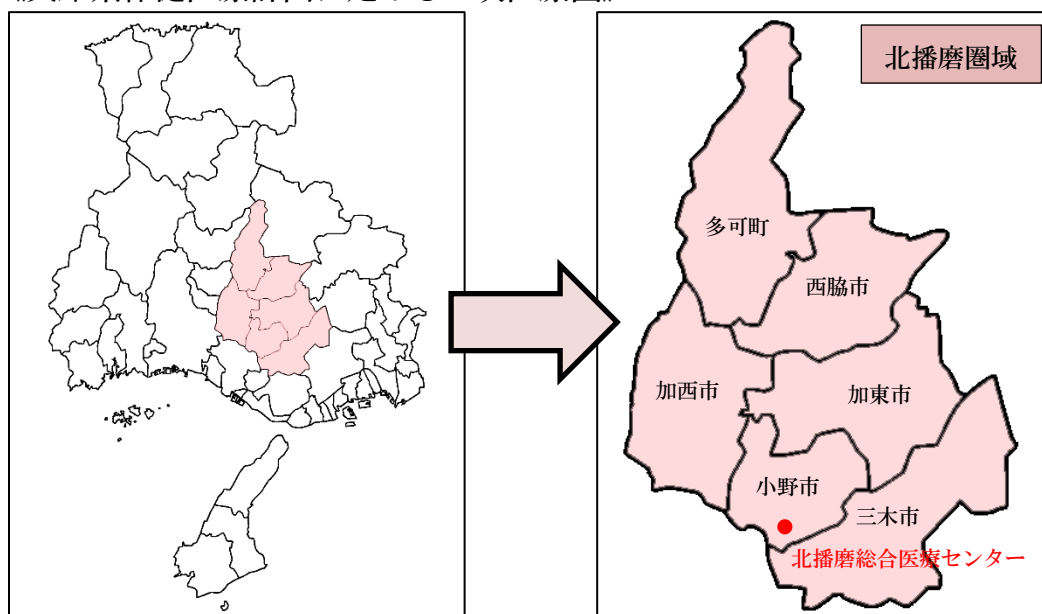 北播磨圏域
多可町
西脇市
加西市
加東市
小野市
三木市
北播磨総合医療センター